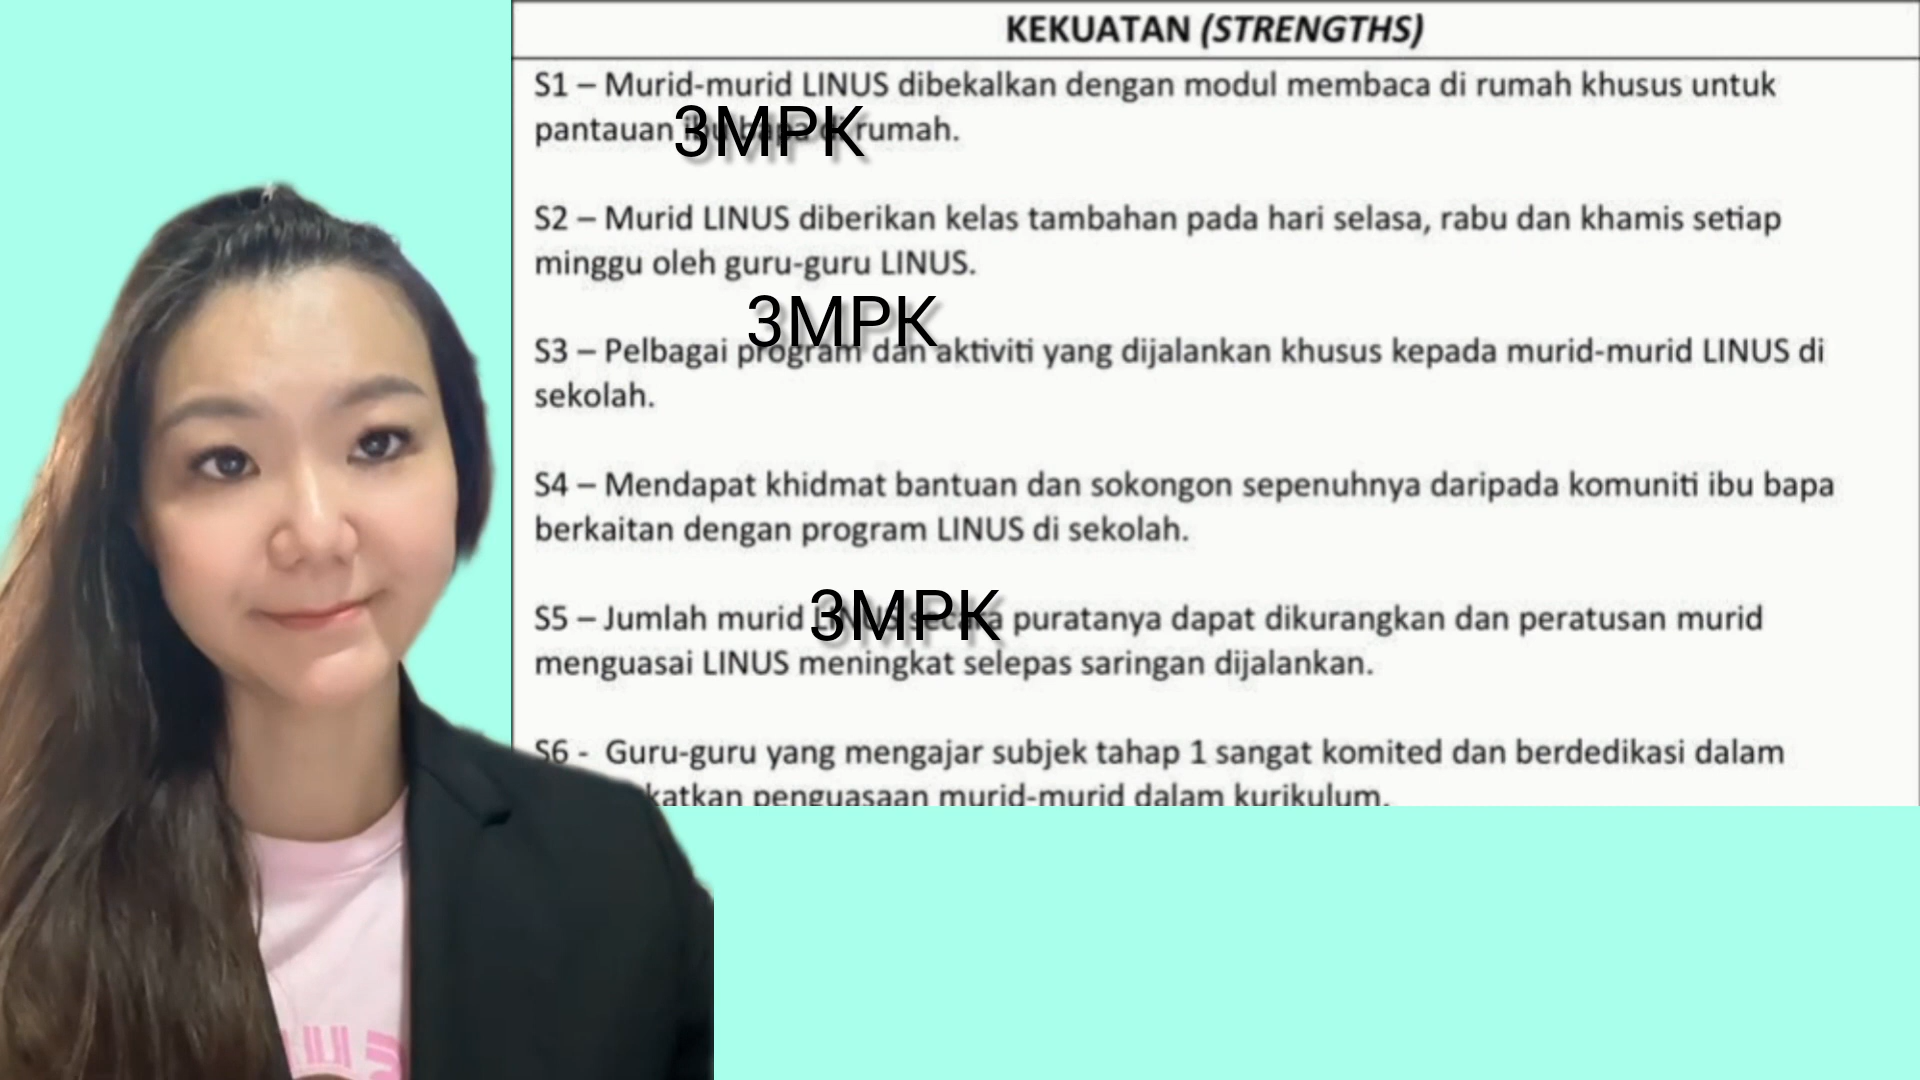 KEKUATAN (STRENGTHS)
S1 – Murid-murid LINUS dibekalkan dengan modul membaca di rumah khusus untuk
pantauan ibu bapa di rumah.
3MPK
S2 – Murid LINUS diberikan kelas tambahan pada hari selasa, rabu dan khamis setiap
minggu oleh guru-guru LINUS.
3MPK
S3 – Pelbagai program dan aktiviti yang dijalankan khusus kepada murid-murid LINUS di
sekolah.
S4 – Mendapat khidmat bantuan dan sokongon sepenuhnya daripada komuniti ibu bapa
berkaitan dengan program LINUS di sekolah.
3MPK
S5 – Jumlah murid LINUS secara puratanya dapat dikurangkan dan peratusan murid
menguasai LINUS meningkat selepas saringan dijalankan.
S6 - Guru-guru yang mengajar subjek tahap 1 sangat komited dan berdedikasi dalam
katkan penguasaan murid-murid dalam kurikulum.